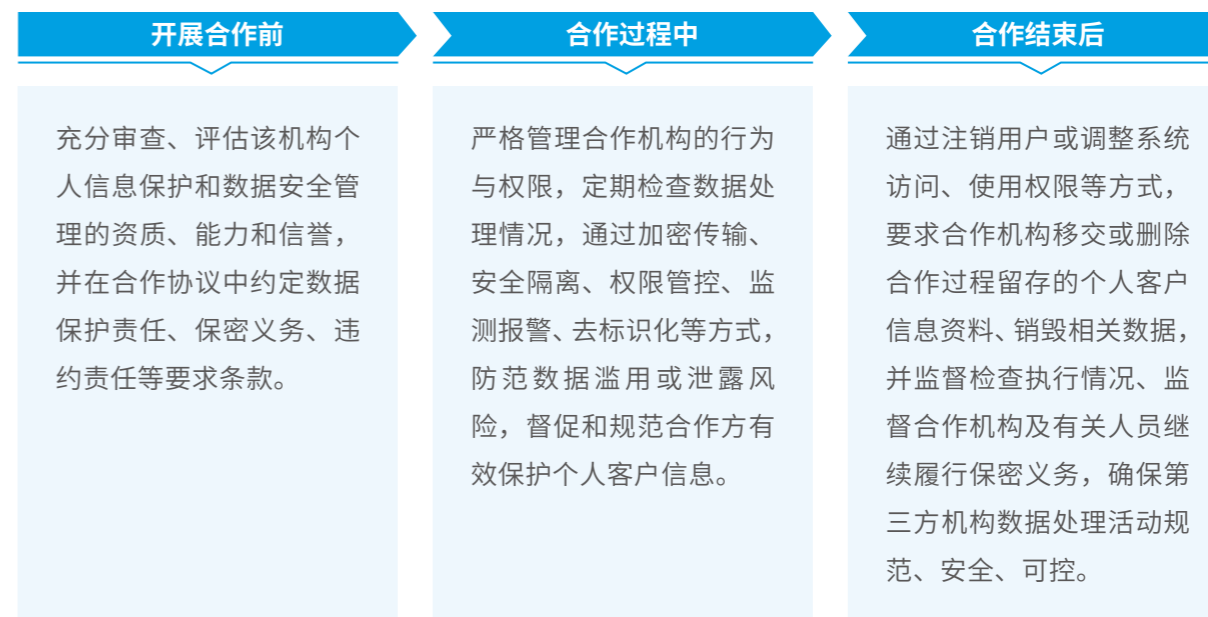 开展合作前
充分审查、评估该机构个
人信息保护和数据安全管
理的资质、能力和信誉，
并在合作协议中约定数据
保护责任、保密义务、违
约责任等要求条款。
合作过程中
严格管理合作机构的行为
与权限，定期检查数据处
理情况，通过加密传输、
安全隔离、权限管控、监
测报警、去标识化等方式，
防范数据滥用或泄露风
险，督促和规范合作方有
效保护个人客户信息。
合作结束后
通过注销用户或调整系统
访问、使用权限等方式，
要求合作机构移交或删除
合作过程留存的个人客户
信息资料、销毁相关数据，
并监督检查执行情况、监
督合作机构及有关人员继
续履行保密义务，确保第
三方机构数据处理活动规
范、安全、可控。